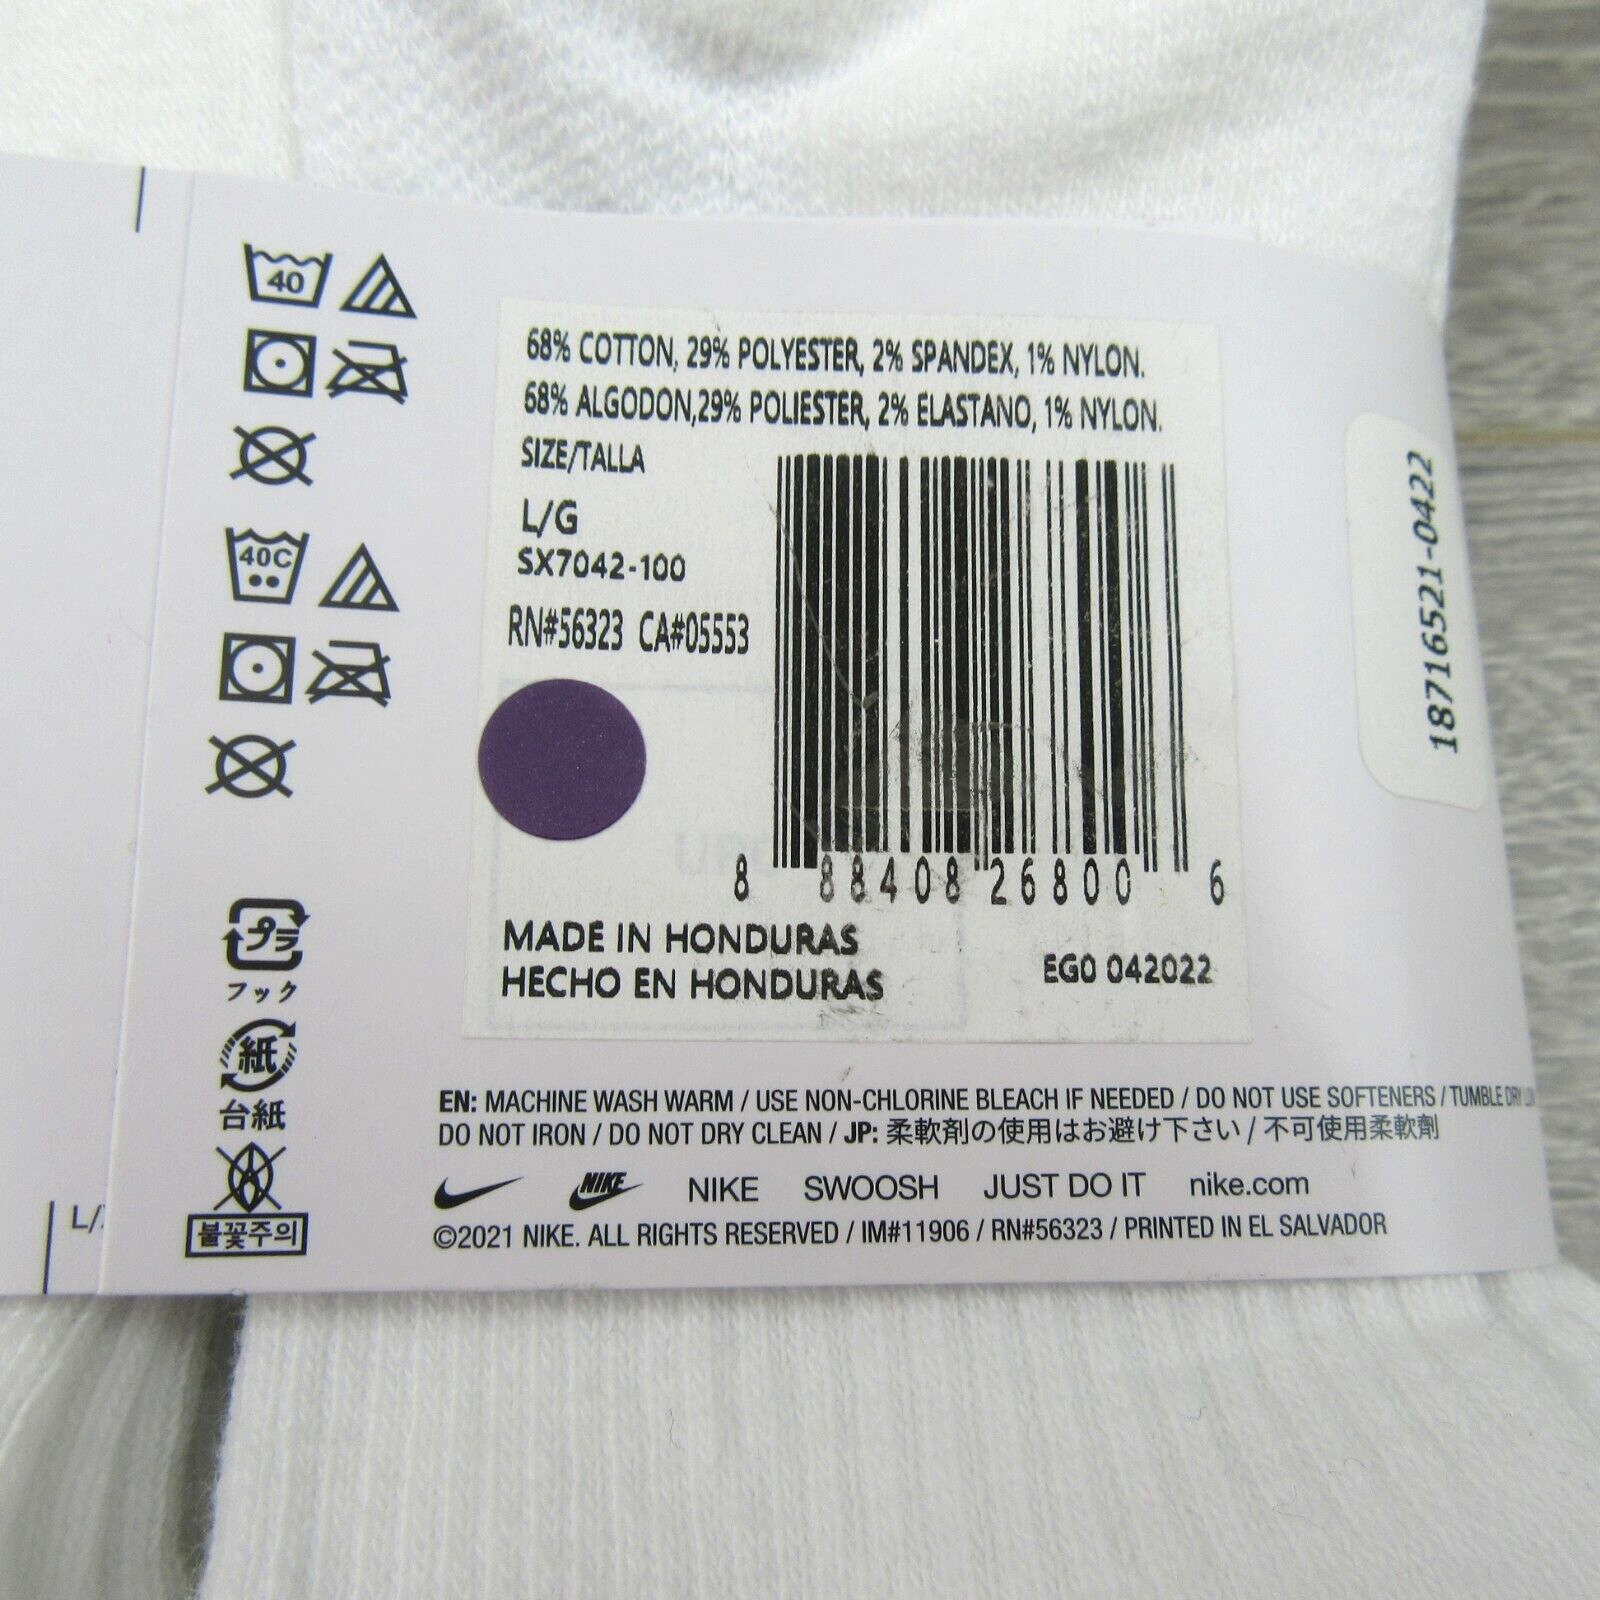 40
40C
プラ
フック
紙
台紙
불꽃주의
L/
68% COTTON, 29% POLYESTER, 2% SPANDEX, 1% NYLON.
68% ALGODON,29% POLIESTER, 2% ELASTANO, 1% NYLON.
SIZE/TALLA
L/G
SX7042-100
RN#56323 CA#05553
8 88408 26800 6
MADE IN HONDURAS
HECHO EN HONDURAS
EG0 042022
18716521-0422
EN: MACHINE WASH WARM / USE NON-CHLORINE BLEACH IF NEEDED / DO NOT USE SOFTENERS / TUMBLE DRY
DO NOT IRON / DO NOT DRY CLEAN / JP: 柔軟剤の使用はお避け下さい / 不可使用柔軟劑
NIKE NIKE SWOOSH JUST DO IT nike.com
©2021 NIKE. ALL RIGHTS RESERVED / IM#11906 / RN#56323 / PRINTED IN EL SALVADOR